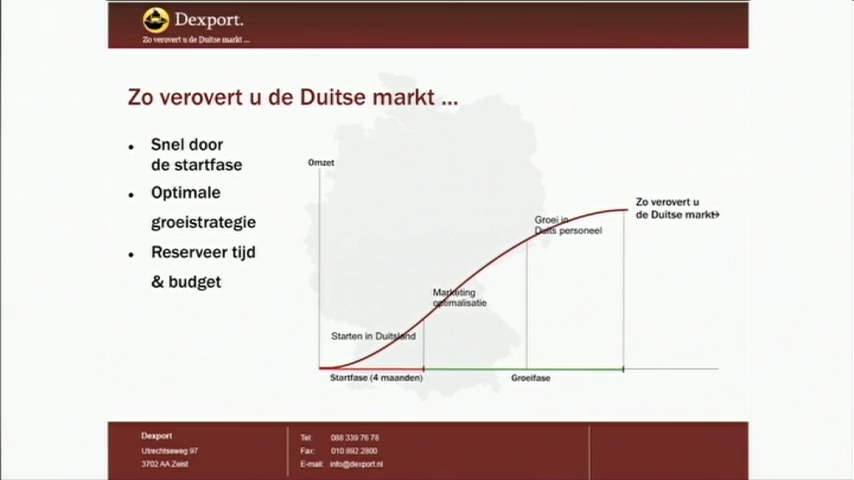 Dexport.
Zo verovert u de Duitse markt ...
Zo verovert u de Duitse markt ...
• Snel door
de startfase
• Optimale
groeistrategie
• Reserveer tijd
& budget
Omzet
Zo verovert u
de Duitse markt
Groei in
Duits personeel
Marketing
optimalisatie
Starten in Duitsland
Startfase (4 maanden)
Groeifase
Dexport
Utrechtseweg 97
3702 AA Zeist
Tel: 088 339 76 78
Fax: 010 892 2800
E-mail: info@dexport.nl